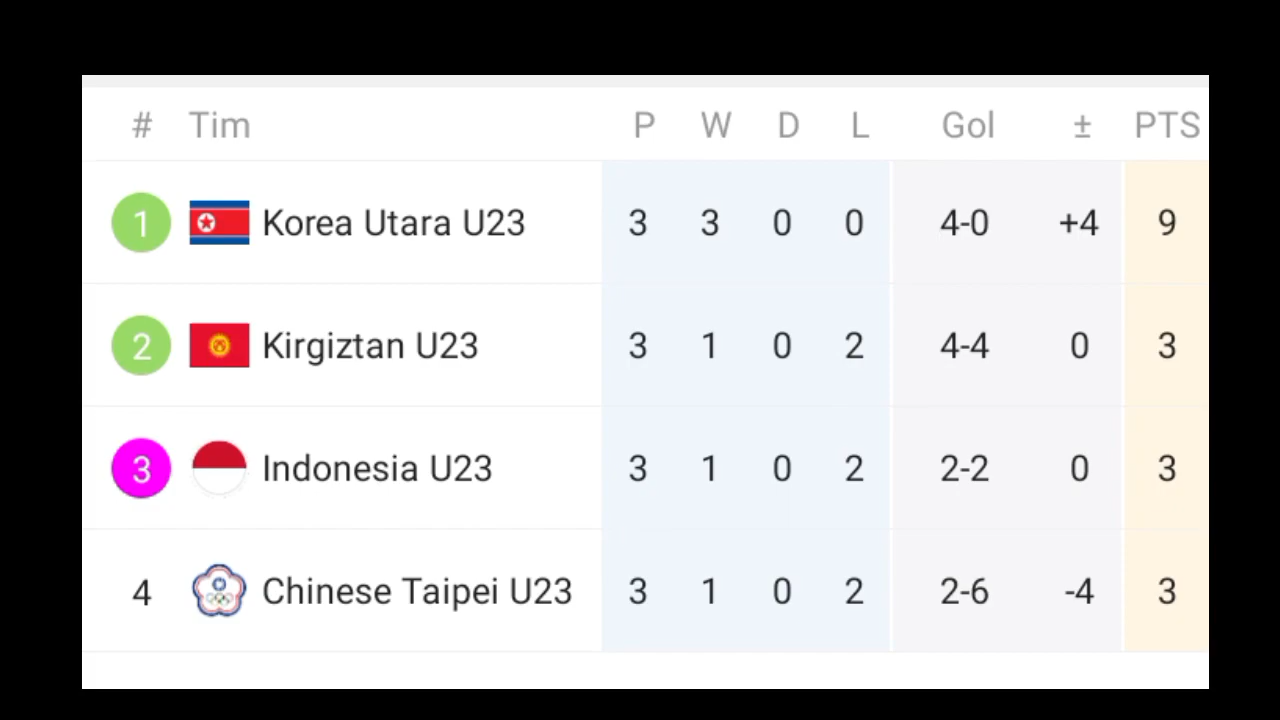 # Tim P W D L Gol ± PTS
1 Korea Utara U23 3 3 0 0 4-0 +4 9
2 Kirgiztan U23 3 1 0 2 4-4 0 3
3 Indonesia U23 3 1 0 2 2-2 0 3
4 Chinese Taipei U23 3 1 0 2 2-6 -4 3